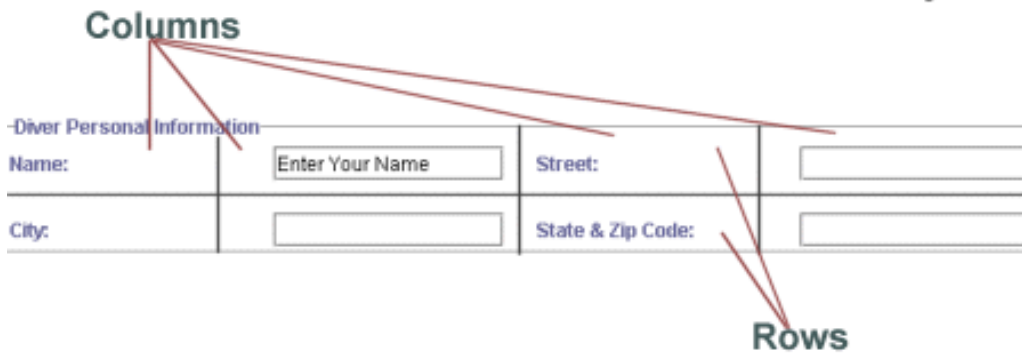 Columns
Diver Personal Information
Name: Enter Your Name Street:
City: State & Zip Code:
Rows